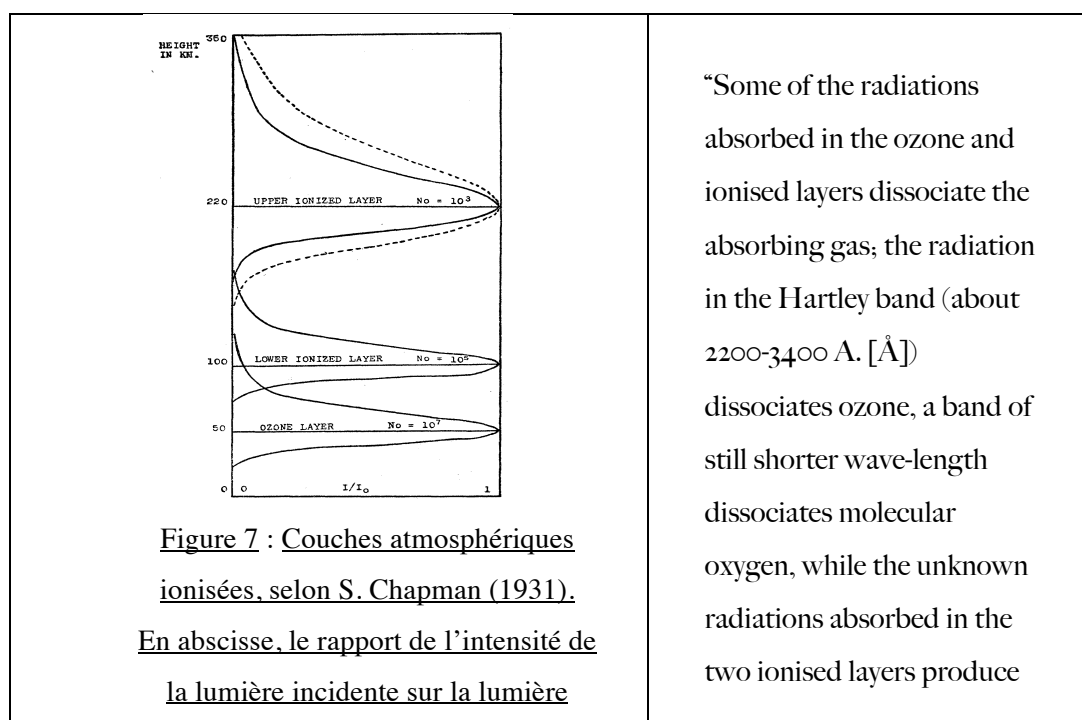 HEIGHT 350
IN KM.
220 UPPER IONIZED LAYER No = 10³
100 LOWER IONIZED LAYER No = 10⁵
50 OZONE LAYER No = 10⁷
0 0 I/I₀ 1
Figure 7 : Couches atmosphériques
ionisées, selon S. Chapman (1931).
En abscisse, le rapport de l’intensité de
la lumière incidente sur la lumière
“Some of the radiations
absorbed in the ozone and
ionised layers dissociate the
absorbing gas; the radiation
in the Hartley band (about
2200-3400 A. [Å])
dissociates ozone, a band of
still shorter wave-length
dissociates molecular
oxygen, while the unknown
radiations absorbed in the
two ionised layers produce